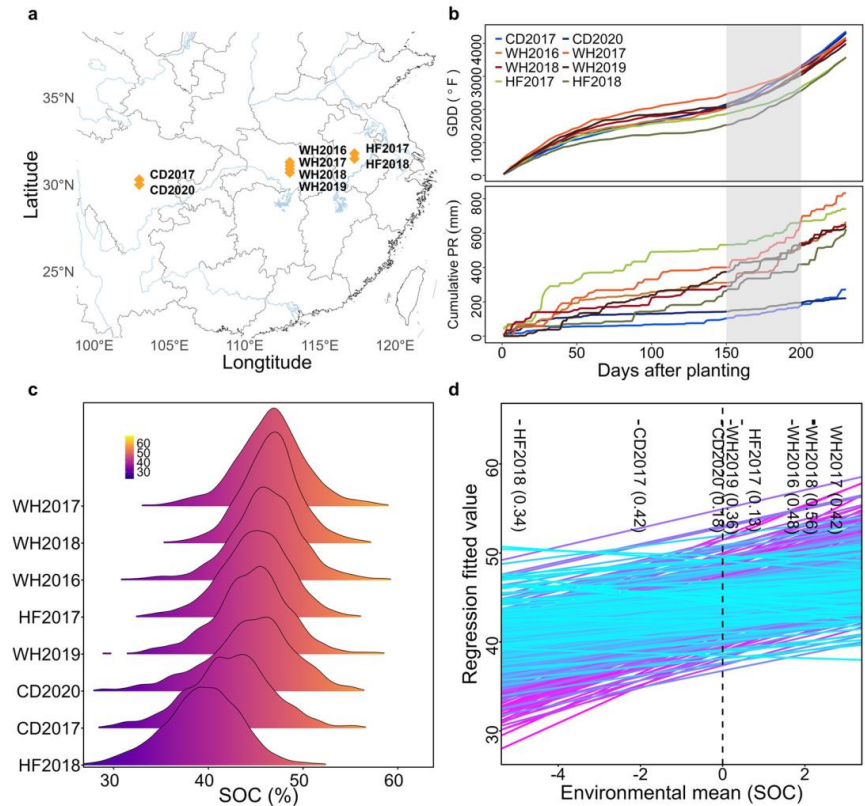 a
35°N
30°N
25°N
Latitude
CD2017
CD2020
WH2016
WH2017
WH2018
WH2019
HF2017
HF2018
100°E 105°E 110°E 115°E 120°E
Longtitude
b
CD2017 CD2020
WH2016 WH2017
WH2018 WH2019
HF2017 HF2018
GDD (°F)
4000
3000
2000
1000
0
Cumulative PR (mm)
800
600
400
200
0
0 50 100 150 200
Days after planting
c
60
50
40
30
WH2017
WH2018
WH2016
HF2017
WH2019
CD2020
CD2017
HF2018
30 40 50 60
SOC (%)
d
Regression fitted value
60
50
40
30
HF2018 (0.34)
CD2017 (0.42)
CD2020 (0.18)
WH2019 (0.36)
HF2017 (0.13)
WH2016 (0.48)
WH2018 (0.56)
WH2017 (0.42)
-4 -2 0 2
Environmental mean (SOC)